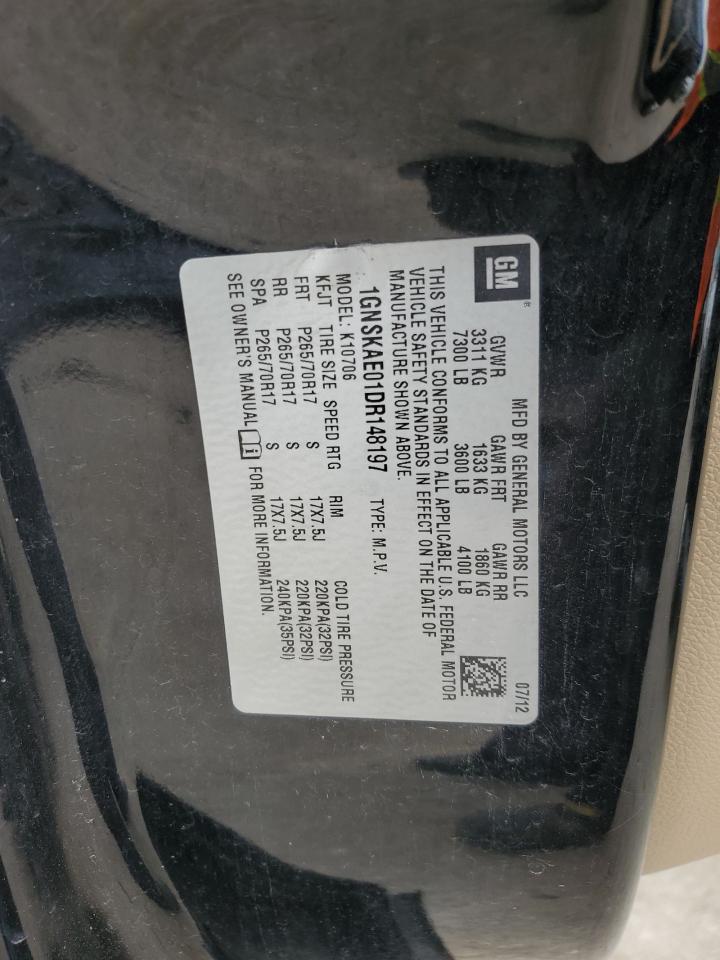 GM
MFD BY GENERAL MOTORS LLC 07/12
GVWR GAWR FRT GAWR RR
3311 KG 1633 KG 1860 KG
7300 LB 3600 LB 4100 LB
THIS VEHICLE CONFORMS TO ALL APPLICABLE U.S. FEDERAL MOTOR
VEHICLE SAFETY STANDARDS IN EFFECT ON THE DATE OF
MANUFACTURE SHOWN ABOVE.
1GNSKAE01DR148197 TYPE: M.P.V.
MODEL: K10706
KFJT TIRE SIZE SPEED RTG RIM COLD TIRE PRESSURE
FRT P265/70R17 S 17X7.5J 220KPA(32PSI)
RR P265/70R17 S 17X7.5J 220KPA(32PSI)
SPA P265/70R17 S 17X7.5J 240KPA(35PSI)
SEE OWNER'S MANUAL FOR MORE INFORMATION.